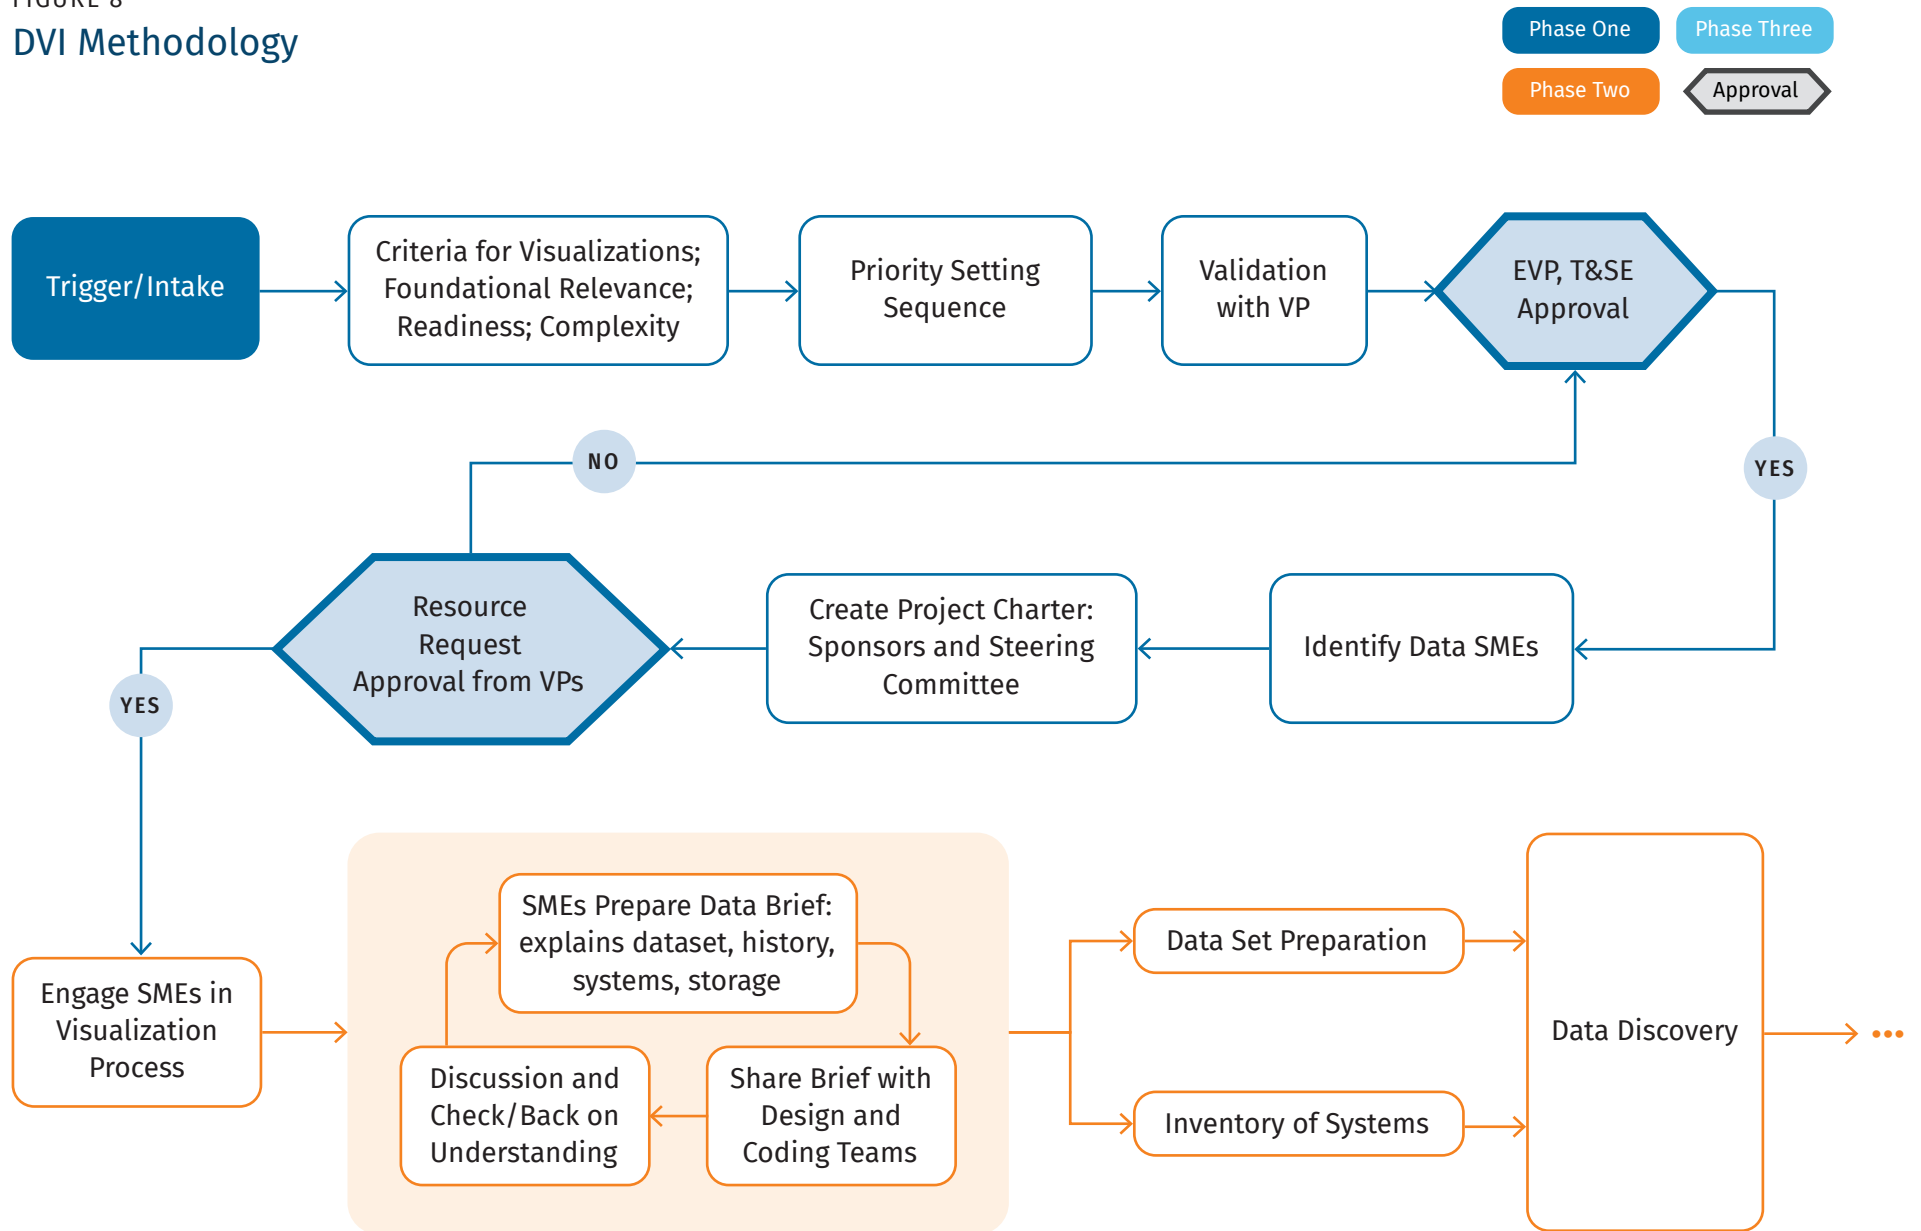 FIGURE 8
DVI Methodology
Phase One
Phase Three
Phase Two
Approval
Trigger/Intake
Criteria for Visualizations;
Foundational Relevance;
Readiness; Complexity
Priority Setting
Sequence
Validation
with VP
EVP, T&SE
Approval
NO
YES
Resource
Request
Approval from VPs
Create Project Charter:
Sponsors and Steering
Committee
Identify Data SMEs
YES
Engage SMEs in
Visualization
Process
SMEs Prepare Data Brief:
explains dataset, history,
systems, storage
Discussion and
Check/Back on
Understanding
Share Brief with
Design and
Coding Teams
Data Set Preparation
Inventory of Systems
Data Discovery